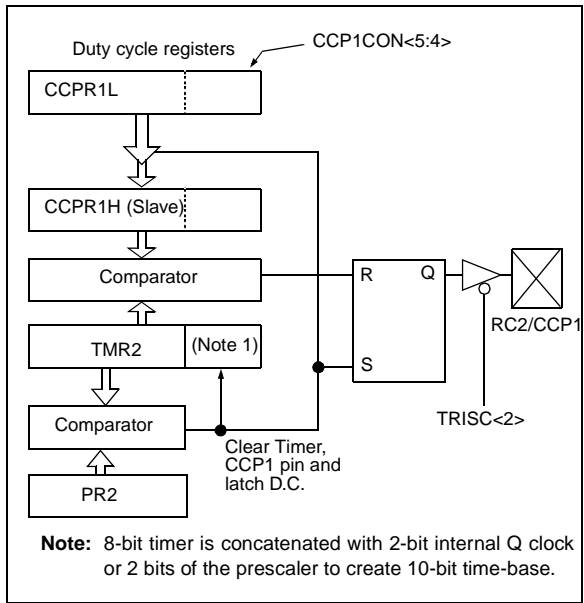 Duty cycle registers
CCP1CON<5:4>
CCPR1L
CCPR1H (Slave)
Comparator
R
Q
RC2/CCP1
TMR2
(Note 1)
S
TRISC<2>
Comparator
Clear Timer,
CCP1 pin and
latch D.C.
PR2
Note: 8-bit timer is concatenated with 2-bit internal Q clock
or 2 bits of the prescaler to create 10-bit time-base.